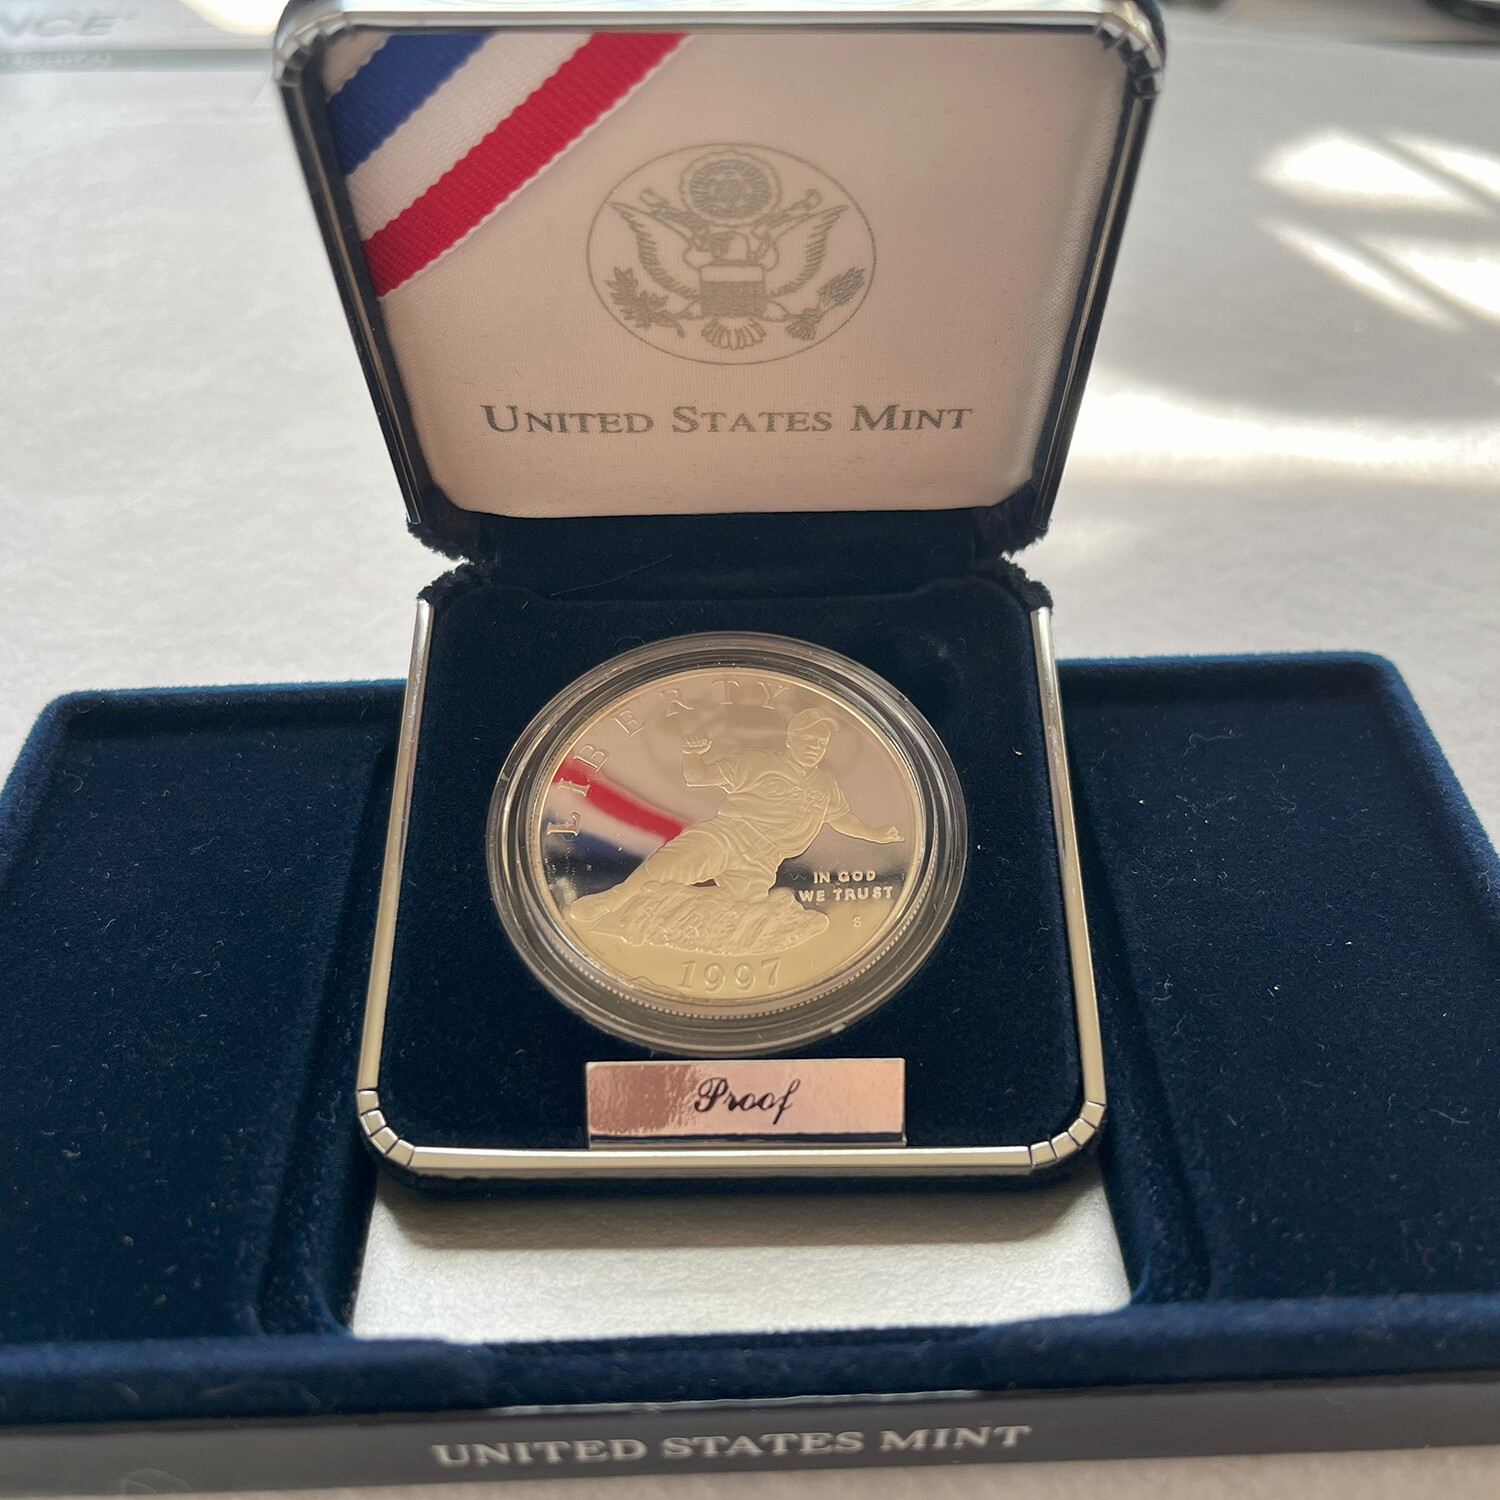 UNITED STATES MINT
LIBERTY
IN GOD
WE TRUST
S
1997
Proof
UNITED STATES MINT